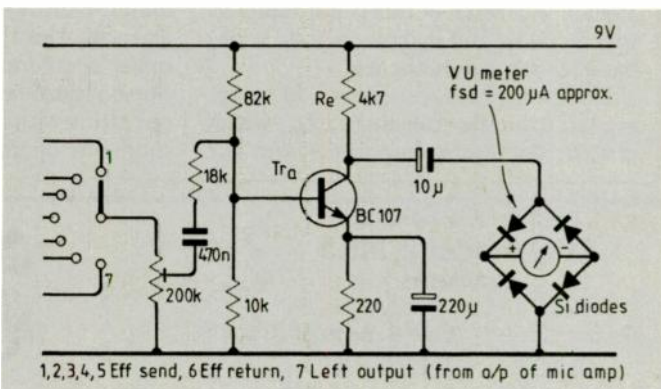 9V
VU meter
fsd = 200 μA approx.
82k
Re
4k7
1
18k
Tra
10μ
BC107
470n
+
-
7
200k
10k
220
220μ
Si diodes
1,2,3,4,5 Eff send, 6 Eff return, 7 Left output (from a/p of mic amp)